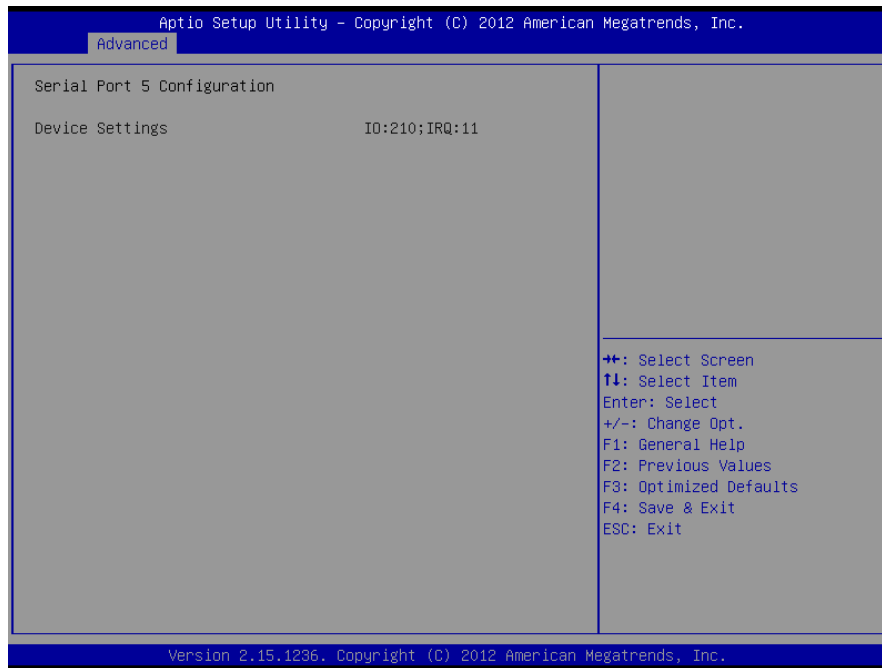 Aptio Setup Utility – Copyright (C) 2012 American Megatrends, Inc.
Advanced
Serial Port 5 Configuration
Device Settings IO:210;IRQ:11
→←: Select Screen
↑↓: Select Item
Enter: Select
+/-: Change Opt.
F1: General Help
F2: Previous Values
F3: Optimized Defaults
F4: Save & Exit
ESC: Exit
Version 2.15.1236. Copyright (C) 2012 American Megatrends, Inc.